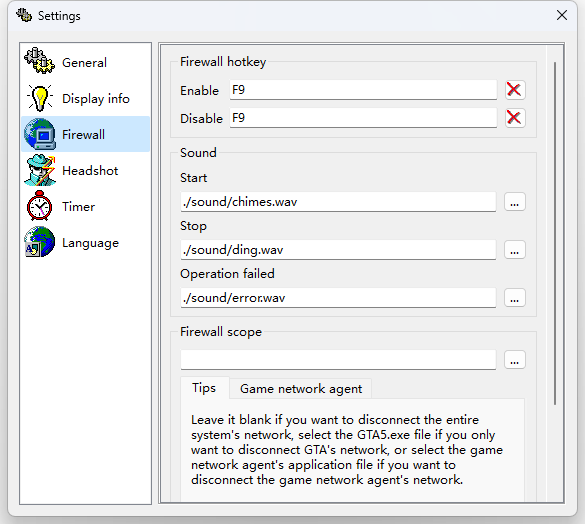 Settings
General
Display info
Firewall
Headshot
Timer
Language
Firewall hotkey
Enable F9
Disable F9
Sound
Start
./sound/chimes.wav ...
Stop
./sound/ding.wav ...
Operation failed
./sound/error.wav ...
Firewall scope
...
Tips Game network agent
Leave it blank if you want to disconnect the entire
system's network, select the GTA5.exe file if you only
want to disconnect GTA's network, or select the game
network agent's application file if you want to
disconnect the game network agent's network.